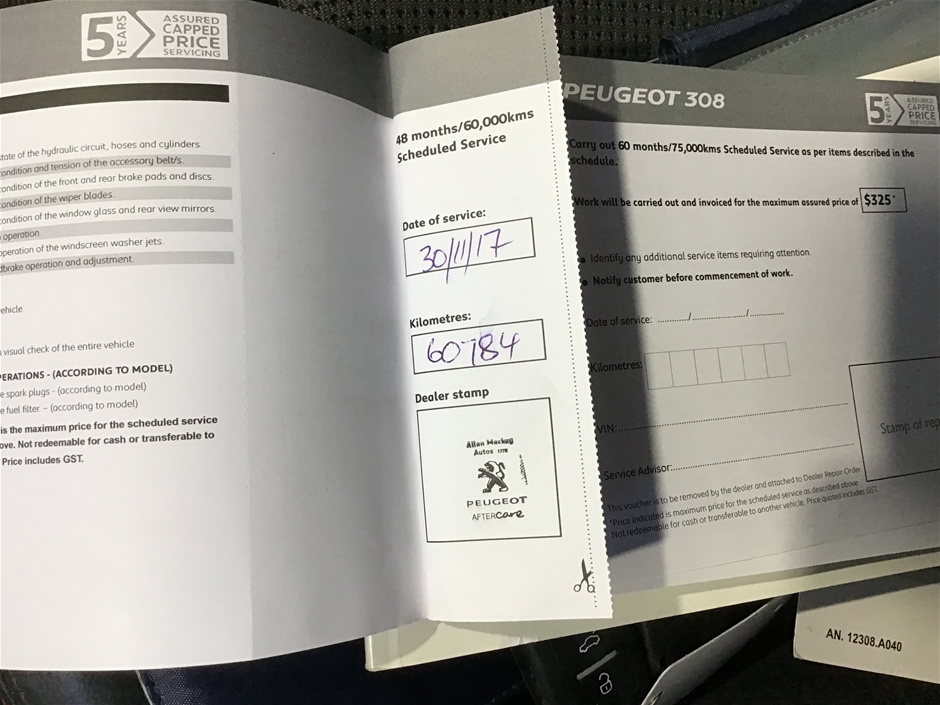 5 YEARS
ASSURED
CAPPED
PRICE
SERVICING
tate of the hydraulic circuit, hoses and cylinders.
ondition and tension of the accessory belt/s.
ondition of the front and rear brake pads and discs.
ondition of the wiper blades.
ondition of the window glass and rear view mirrors.
operation.
operation of the windscreen washer jets.
dbrake operation and adjustment.
ehicle
visual check of the entire vehicle
ERATIONS - (ACCORDING TO MODEL)
e spark plugs - (according to model)
e fuel filter – (according to model)
is the maximum price for the scheduled service
ove. Not redeemable for cash or transferable to
Price includes GST.
48 months/60,000kms
Scheduled Service
Date of service:
30/11/17
Kilometres:
60784
Dealer stamp
Allan Mackay
Autos
PEUGEOT
AFTERcare
PEUGEOT 308
5 YEARS
ASSURED
CAPPED
PRICE
SERVICING
Carry out 60 months/75,000kms Scheduled Service as per items described in the
schedule.
Work will be carried out and invoiced for the maximum assured price of $325*
• Identify any additional service items requiring attention.
• Notify customer before commencement of work.
Date of service: ........../................/..........
Kilometres:
VIN:
Service Advisor:
Stamp of rep
This voucher is to be removed by the dealer and attached to Dealer Repair Order
*Price indicated is maximum price for the scheduled service as described above.
Not redeemable for cash or transferable to another vehicle. Price quoted includes GST.
AN. 12308.A040